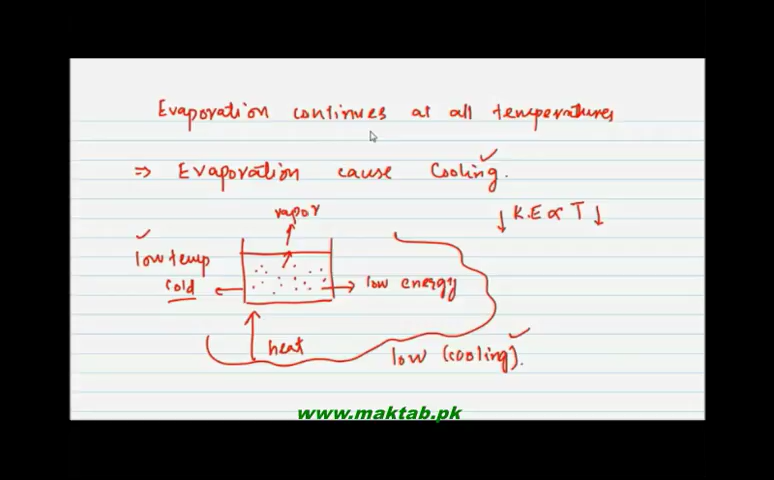 Evaporation continues at all temperatures
⇒ Evaporation cause Cooling.
vapor
↓ K.E ∝ T ↓
low temp
cold
low energy
heat
low (cooling).
www.maktab.pk